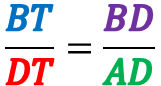 BT/DT = BD/AD